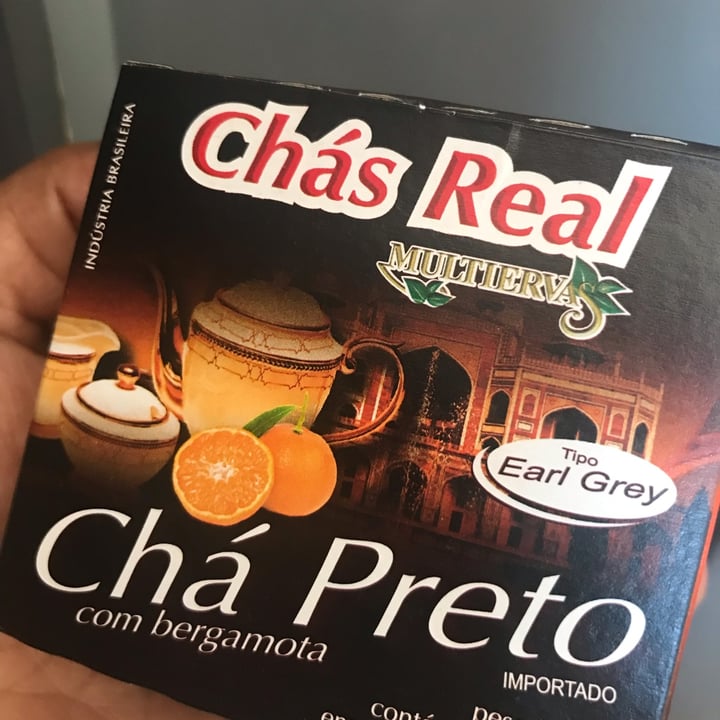 INDÚSTRIA BRASILEIRA
Chás Real
MULTIERVAS
Tipo
Earl Grey
Chá Preto
com bergamota
IMPORTADO